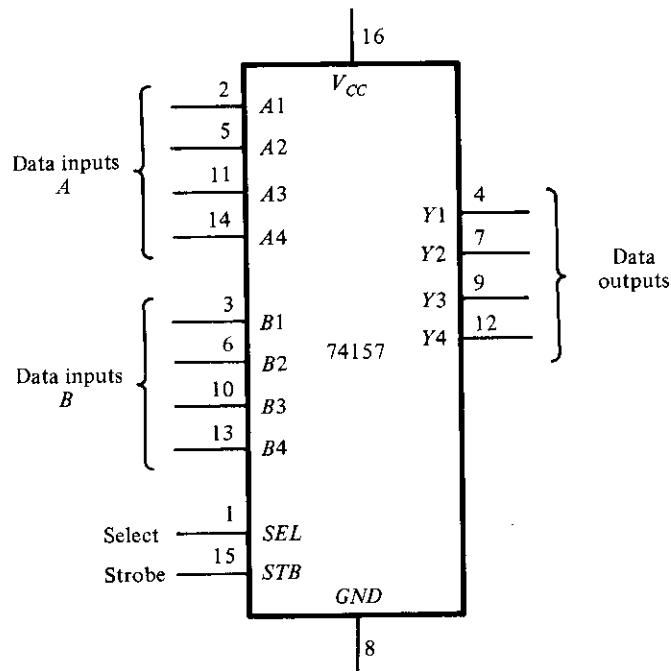 16
V_CC
2
A1
5
A2
Data inputs
A
11
A3
14
A4
4
Y1
7
Y2
Data
outputs
9
Y3
12
Y4
3
B1
6
B2
74157
Data inputs
B
10
B3
13
B4
1
Select
SEL
15
Strobe
STB
GND
8